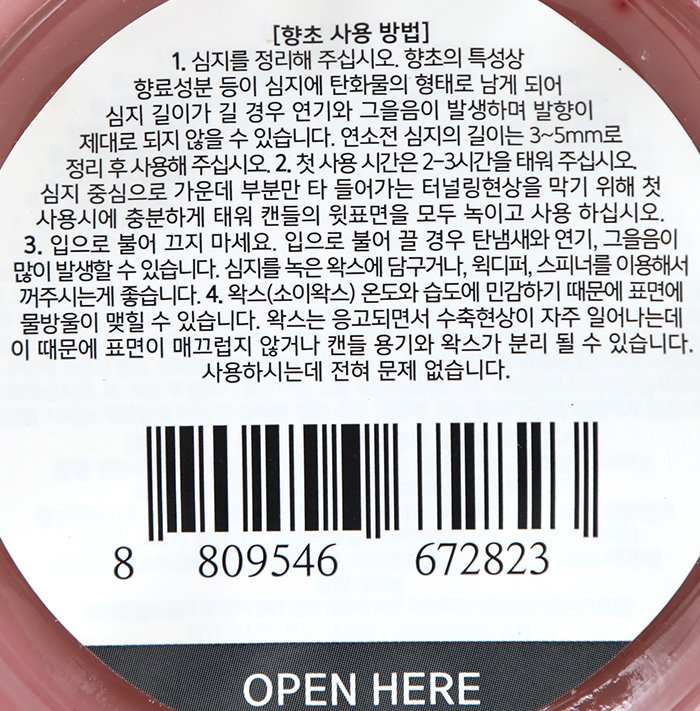 [향초 사용 방법]
1. 심지를 정리해 주십시오. 향초의 특성상
향료성분 등이 심지에 탄화물의 형태로 남게 되어
심지 길이가 길 경우 연기와 그을음이 발생하며 발향이
제대로 되지 않을 수 있습니다. 연소전 심지의 길이는 3~5mm로
정리 후 사용해 주십시오. 2. 첫 사용 시간은 2-3시간을 태워 주십시오.
심지 중심으로 가운데 부분만 타 들어가는 터널링현상을 막기 위해 첫
사용시에 충분하게 태워 캔들의 윗표면을 모두 녹이고 사용 하십시오.
3. 입으로 불어 끄지 마세요. 입으로 불어 끌 경우 탄냄새와 연기, 그을음이
많이 발생할 수 있습니다. 심지를 녹은 왁스에 담구거나, 윅디퍼, 스피너를 이용해서
꺼주시는게 좋습니다. 4. 왁스(소이왁스) 온도와 습도에 민감하기 때문에 표면에
물방울이 맺힐 수 있습니다. 왁스는 응고되면서 수축현상이 자주 일어나는데
이 때문에 표면이 매끄럽지 않거나 캔들 용기와 왁스가 분리 될 수 있습니다.
사용하시는데 전혀 문제 없습니다.
8 809546 672823
OPEN HERE